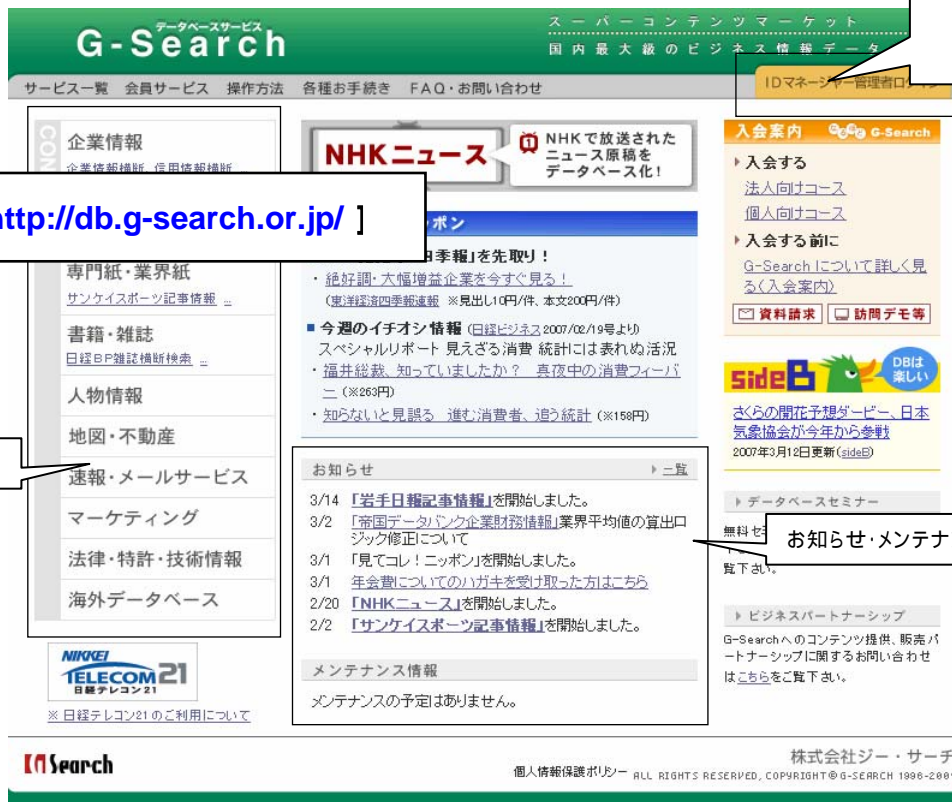 データベースサービス
G-Search
スーパーコンテンツマーケット
国内最大級のビジネス情報データ
サービス一覧 会員サービス 操作方法 各種お手続き FAQ・お問い合わせ
IDマネージャー管理者ログイン
CON
企業情報
企業情報横断、信用情報横断 ...
http://db.g-search.or.jp/ ]
専門紙・業界紙
サンケイスポーツ記事情報 ...
書籍・雑誌
日経BP雑誌横断検索 ...
人物情報
地図・不動産
速報・メールサービス
マーケティング
法律・特許・技術情報
海外データベース
NIKKEI
TELECOM21
日経テレコン21
※日経テレコン21のご利用について
NHKニュース
NHKで放送された
ニュース原稿を
データベース化!
ポン
四季報」を先取り!
・絶好調・大幅増益企業を今すぐ見る!
(東洋経済四季報速報 ※見出し10円/件、本文200円/件)
■今週のイチオシ情報 (日経ビジネス2007/02/19号より)
スペシャルリポート 見えざる消費 統計には表れぬ活況
・福井総裁、知っていましたか? 真夜中の消費フィーバ
ー (※263円)
・知らないと見誤る 進む消費者、追う統計 (※158円)
お知らせ 一覧
3/14 「岩手日報記事情報」を開始しました。
3/2 「帝国データバンク企業財務情報」業界平均値の算出ロ
ジック修正について
3/1 「見てコレ!ニッポン」を開始しました。
3/1 年会費についてのハガキを受け取った方はこちら
2/20 「NHKニュース」を開始しました。
2/2 「サンケイスポーツ記事情報」を開始しました。
メンテナンス情報
メンテナンスの予定はありません。
入会案内 G-Search
入会する
法人向けコース
個人向けコース
入会する前に
G-Searchについて詳しく見
る(入会案内)
資料請求 訪問デモ等
sideB DBは
楽しい
さくらの開花予想ダービー、日本
気象協会が今年から参戦
2007年3月12日更新(sideB)
データベースセミナー
無料セ
お知らせ・メンテナ
覧下さい。
ビジネスパートナーシップ
G-Searchへのコンテンツ提供、販売パ
ートナーシップに関するお問い合わせ
はこちらをご覧下さい。
G Search
株式会社ジー・サーチ
個人情報保護ポリシー ALL RIGHTS RESERVED, COPYRIGHT © G-SEARCH 1996-200